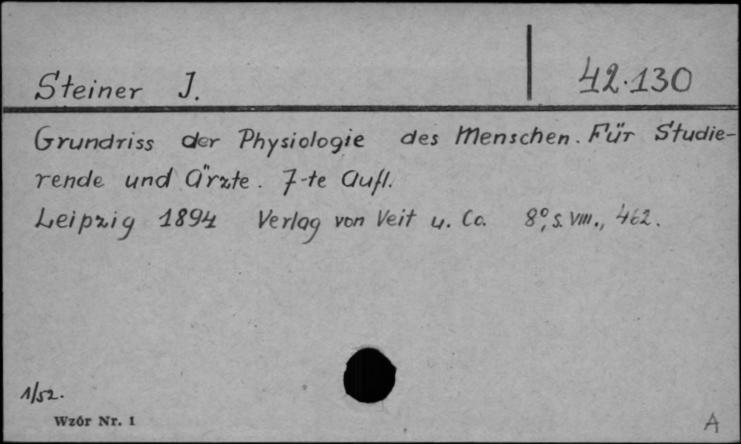 Steiner J.
42.130
Grundriss der Physiologie des Menschen. Für Studie-
rende und Ärzte. 7-te Aufl.
Leipzig 1894 Verlag von Veit u. Co. 8°, S. VIII., 462.
1/52.
Wzór Nr. 1
A